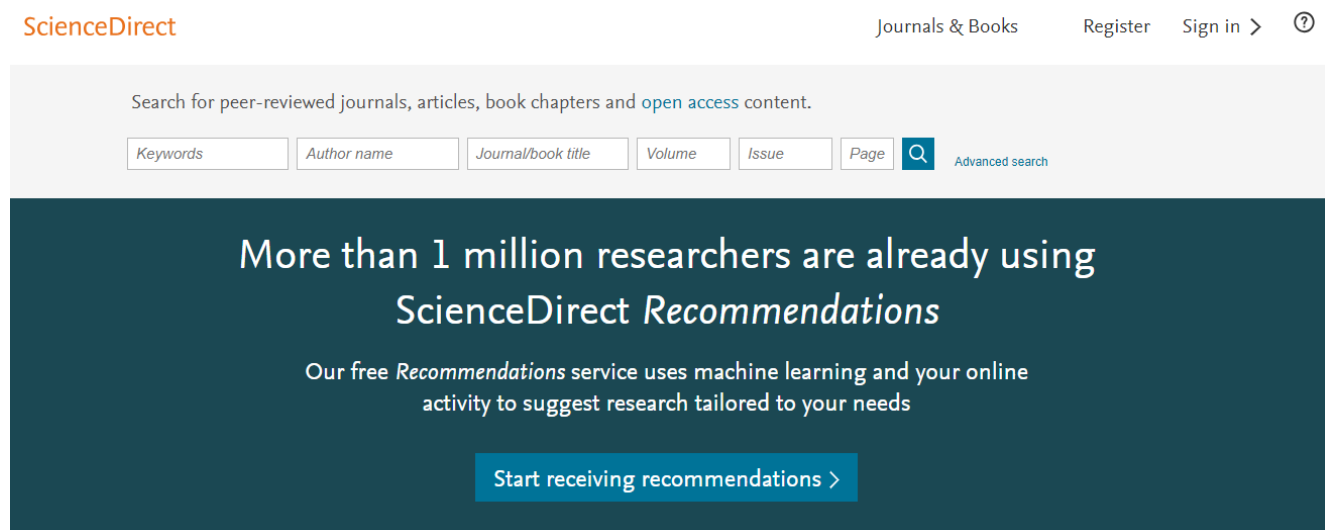 ScienceDirect
Journals & Books
Register
Sign in >
?
Search for peer-reviewed journals, articles, book chapters and open access content.
Keywords
Author name
Journal/book title
Volume
Issue
Page
Advanced search
More than 1 million researchers are already using
ScienceDirect Recommendations
Our free Recommendations service uses machine learning and your online
activity to suggest research tailored to your needs
Start receiving recommendations >